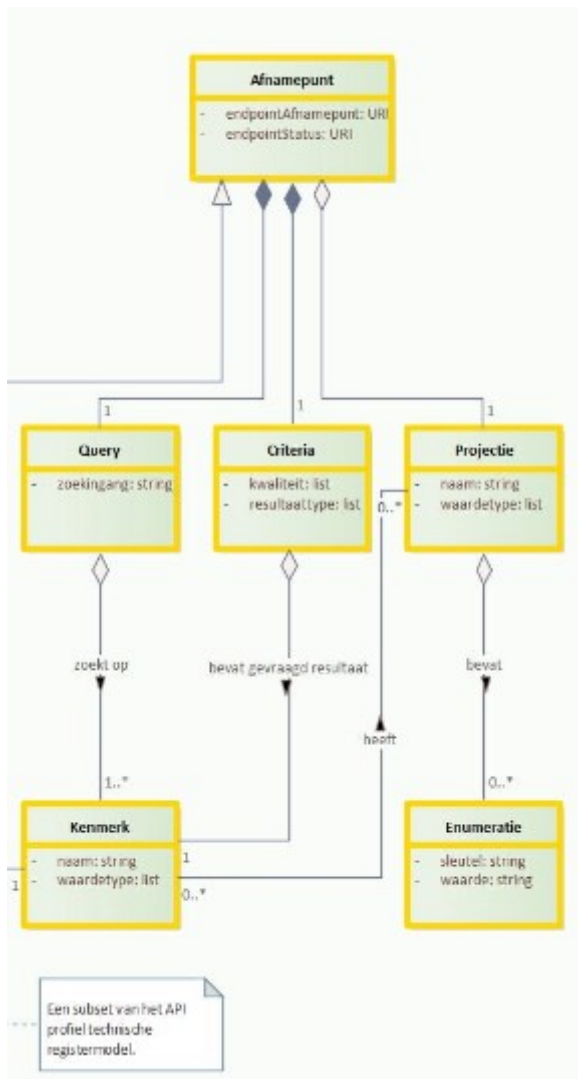 Afnamepunt
- endpointAfnamepunt: URI
- endpointStatus: URI
1
1
1
Query
- zoekingang: string
Criteria
- kwaliteit: list
- resultaattype: list
Projectie
- naam: string
- waardetype: list
0..*
zoekt op
bevat gevraagd resultaat
bevat
heeft
1..*
0..*
Kenmerk
- naam: string
- waardetype: list
1
1
0..*
Enumeratie
- sleutel: string
- waarde: string
Een subset van het API
profiel technische
registermodel.